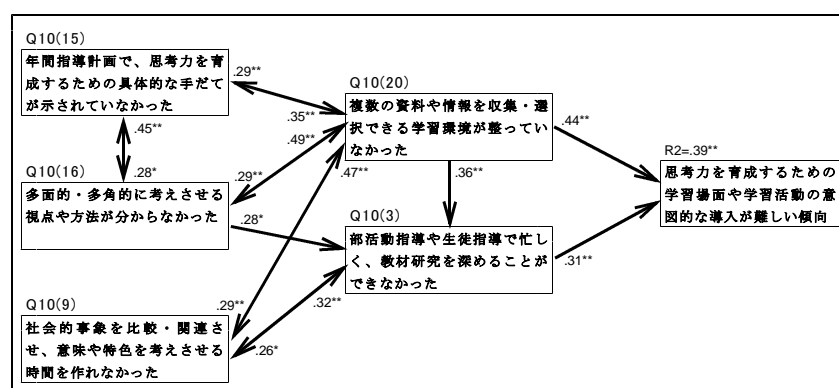 Q10(15)
年間指導計画で、思考力を育
成するための具体的な手だて
が示されていなかった
.29**
.45**
.28*
Q10(16)
多面的・多角的に考えさせる
視点や方法が分からなかった
.29**
.28*
Q10(9)
社会的事象を比較・関連さ
せ、意味や特色を考えさせる
時間を作れなかった
.29**
.26*
Q10(20)
複数の資料や情報を収集・選
択できる学習環境が整ってい
なかった
.35**
.49**
.47**
.36**
Q10(3)
部活動指導や生徒指導で忙し
く、教材研究を深めることが
できなかった
.32**
.44**
.31**
R2=.39**
思考力を育成するための
学習場面や学習活動の意
図的な導入が難しい傾向